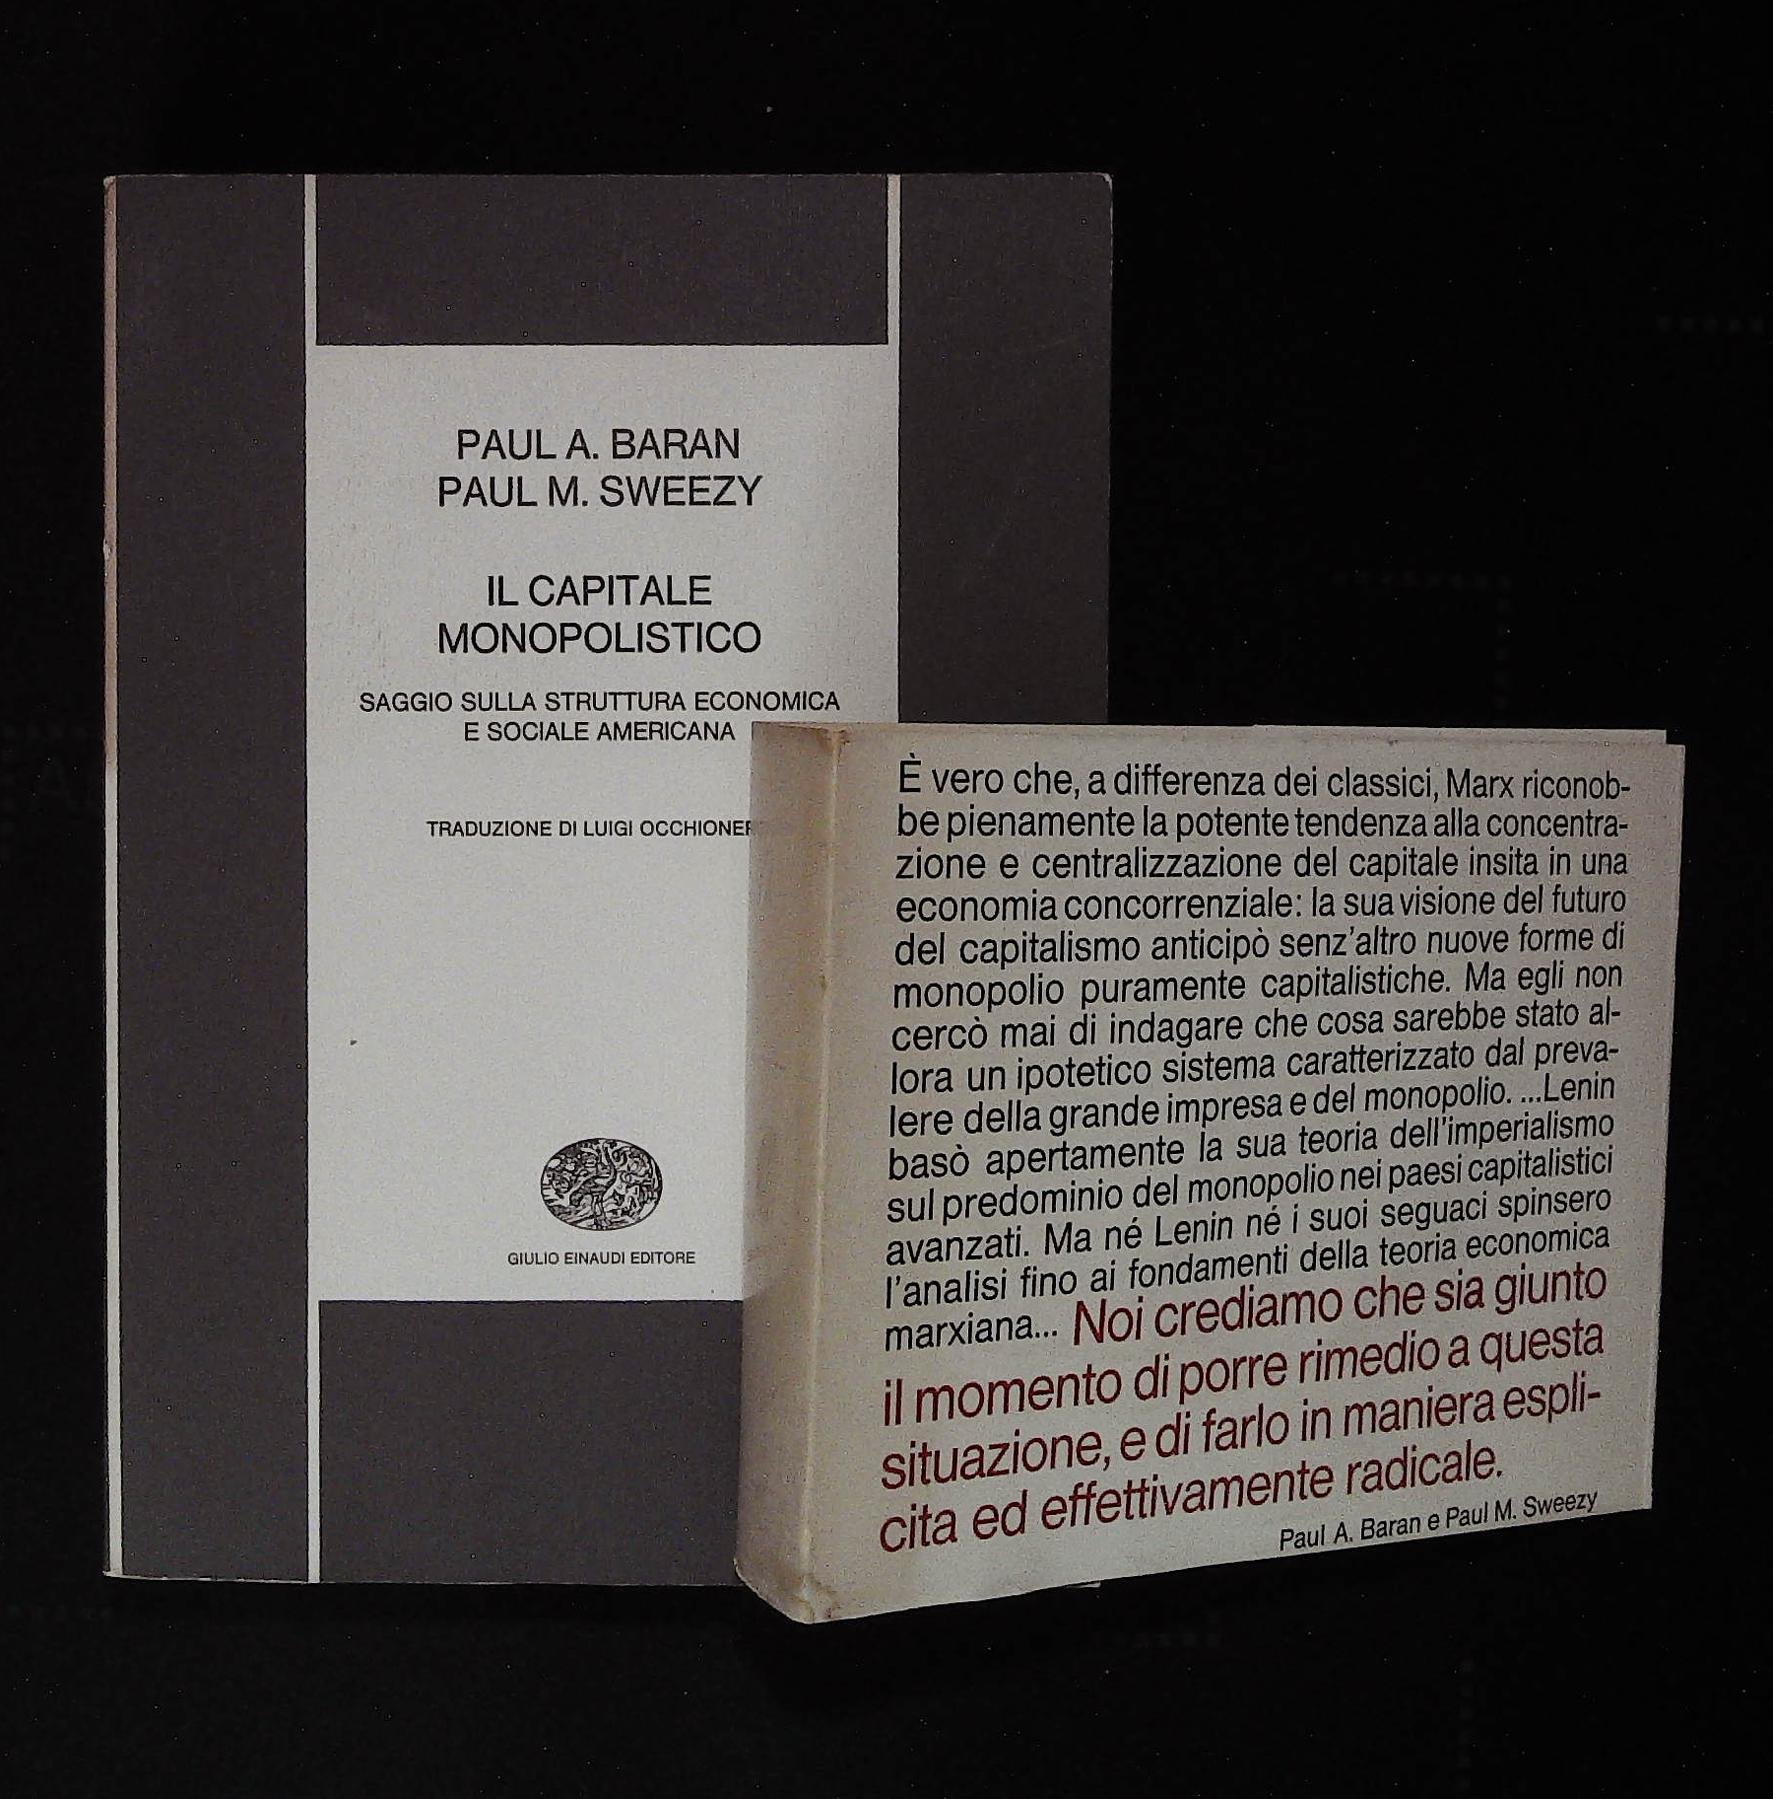 PAUL A. BARAN
PAUL M. SWEEZY
IL CAPITALE
MONOPOLISTICO
SAGGIO SULLA STRUTTURA ECONOMICA
E SOCIALE AMERICANA
TRADUZIONE DI LUIGI
GIULIO EINAUDI EDITORE
È vero che, a differenza dei classici, Marx riconob-
be pienamente la potente tendenza alla concentra-
zione e centralizzazione del capitale insita in una
economia concorrenziale: la sua visione del futuro
del capitalismo anticipò senz'altro nuove forme di
monopolio puramente capitalistiche. Ma egli non
cercò mai di indagare che cosa sarebbe stato al-
lora un ipotetico sistema caratterizzato dal preva-
lere della grande impresa e del monopolio. ...Lenin
basò apertamente la sua teoria dell'imperialismo
sul predominio del monopolio nei paesi capitalistici
avanzati. Ma né Lenin né i suoi seguaci spinsero
l'analisi fino ai fondamenti della teoria economica
marxiana... Noi crediamo che sia giunto
il momento di porre rimedio a questa
situazione, e di farlo in maniera espli-
cita ed effettivamente radicale.
Paul A. Baran e Paul M. Sweezy